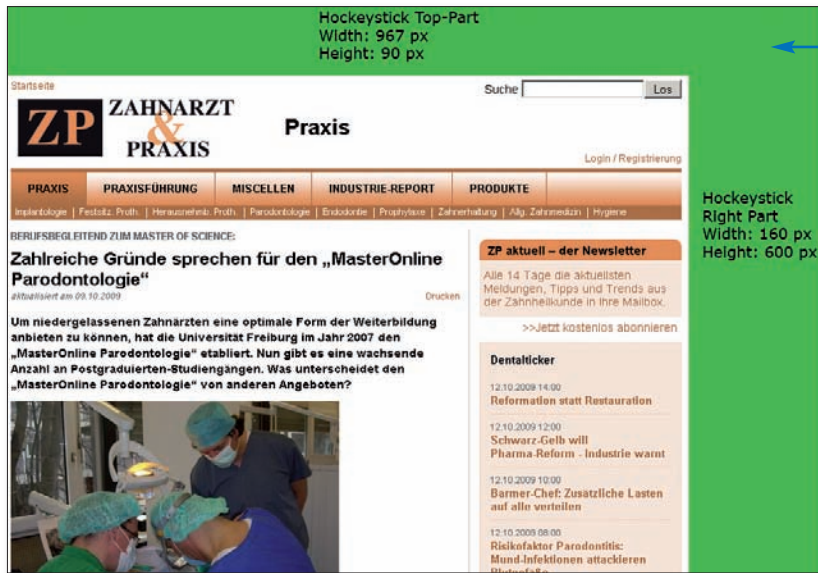 Hockeystick Top-Part
Width: 967 px
Height: 90 px
Startseite
Suche
Los
ZP
ZAHNARZT
&
PRAXIS
Praxis
Login / Registrierung
PRAXIS PRAXISFÜHRUNG MISCELLEN INDUSTRIE-REPORT PRODUKTE
Implantologie | Festsitz. Proth. | Herausnehmb. Proth. | Parodontologie | Endodontie | Prophylaxe | Zahnerhaltung | Allg. Zahnmedizin | Hygiene
Hockeystick
Right Part
Width: 160 px
Height: 600 px
BERUFSBEGLEITEND ZUM MASTER OF SCIENCE:
Zahlreiche Gründe sprechen für den „MasterOnline
Parodontologie“
aktualisiert am 09.10.2009
Drucken
Um niedergelassenen Zahnärzten eine optimale Form der Weiterbildung
anbieten zu können, hat die Universität Freiburg im Jahr 2007 den
„MasterOnline Parodontologie“ etabliert. Nun gibt es eine wachsende
Anzahl an Postgraduierten-Studiengängen. Was unterscheidet den
„MasterOnline Parodontologie“ von anderen Angeboten?
ZP aktuell – der Newsletter
Alle 14 Tage die aktuellsten
Meldungen, Tipps und Trends aus
der Zahnheilkunde in Ihre Mailbox.
>>Jetzt kostenlos abonnieren
Dentalticker
12.10.2009 14:00
Reformation statt Restauration
12.10.2009 12:00
Schwarz-Gelb will
Pharma-Reform - Industrie warnt
12.10.2009 10:00
Barmer-Chef: Zusätzliche Lasten
auf alle verteilen
12.10.2009 08:00
Risikofaktor Parodontitis:
Mund-Infektionen attackieren
Blutgefäße